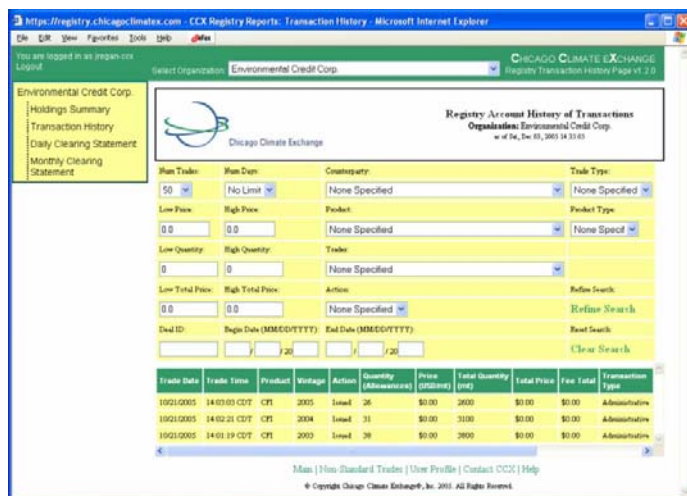 https://registry.chicagoclimatex.com - CCX Registry Reports: Transaction History - Microsoft Internet Explorer
File Edit View Favorites Tools Help
You are logged in as jregan-ccx
Logout
Select Organization: Environmental Credit Corp.
CHICAGO CLIMATE EXCHANGE
Registry Transaction History Page v1.2.0
Environmental Credit Corp.
Holdings Summary
Transaction History
Daily Clearing Statement
Monthly Clearing
Statement
Chicago Climate Exchange
Registry Account History of Transactions
Organization: Environmental Credit Corp.
as of Sat, Dec 03, 2005 14:33:03
Num Trades: Num Days: Counterparty: Trade Type:
50 No Limit None Specified None Specified
Low Price: High Price: Product: Product Type:
0.0 0.0 None Specified None Specif
Low Quantity: High Quantity: Trader:
0 0 None Specified
Low Total Price: High Total Price: Action: Refine Search:
0.0 0.0 None Specified Refine Search
Deal ID: Begin Date (MM/DD/YYYY): End Date (MM/DD/YYYY): Reset Search:
/ / 20 / / 20 Clear Search
Trade Date Trade Time Product Vintage Action Quantity (Allowances) Price (USD/mt) Total Quantity (mt) Total Price Fee Total Transaction Type
10/21/2005 14:03:03 CDT CFI 2005 Issued 26 $0.00 2600 $0.00 $0.00 Administrative
10/21/2005 14:02:21 CDT CFI 2004 Issued 31 $0.00 3100 $0.00 $0.00 Administrative
10/21/2005 14:01:19 CDT CFI 2003 Issued 38 $0.00 3800 $0.00 $0.00 Administrative
Main | Non-Standard Trades | User Profile | Contact CCX | Help
© Copyright Chicago Climate Exchange®, Inc. 2003. All Rights Reserved.